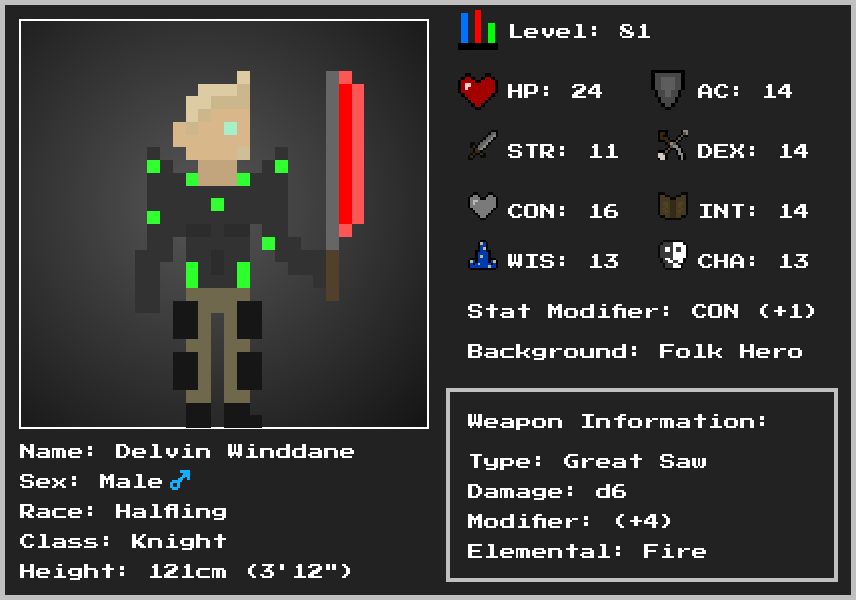 Level: 81
HP: 24 AC: 14
STR: 11 DEX: 14
CON: 16 INT: 14
WIS: 13 CHA: 13
Stat Modifier: CON (+1)
Background: Folk Hero
Weapon Information:
Type: Great Saw
Damage: d6
Modifier: (+4)
Elemental: Fire
Name: Delvin Winddane
Sex: Male ♂
Race: Halfling
Class: Knight
Height: 121cm (3'12")